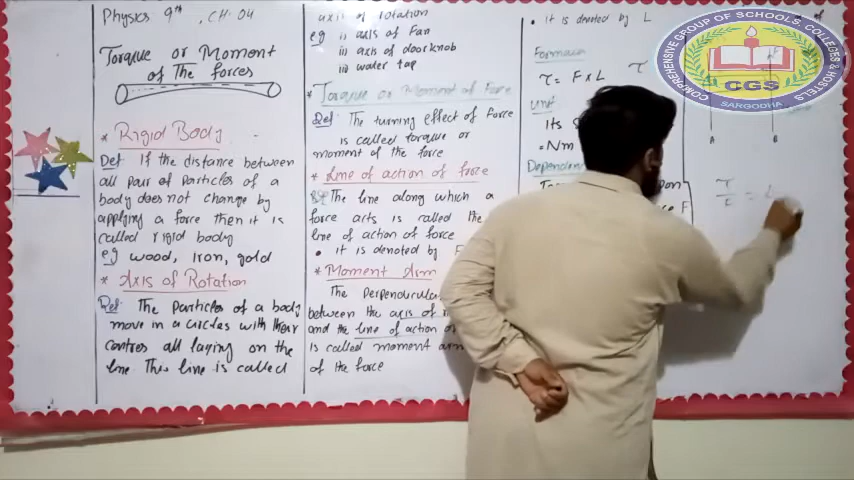 Physics 9th , CH. 04
Torque or Moment
of The forces
* Rigid Body
Def: If the distance between
all pair of particles of a
body does not change by
applying a force then it is
called rigid body
eg wood, iron, gold
* Axis of Rotation
Def: The particles of a body
move in a circles with their
centres all laying on the
line. This line is called
axis of rotation
eg i) axis of Fan
ii) axis of doorknob
iii) water tap
* Torque or Moment of Force
Def: The turning effect of force
is called torque or
moment of the force
* Line of action of force
The line along which a
force acts is called the
line of action of force
• it is denoted by F
* Moment Arm
The perpendicular
between the axis of
and the line of action
is called moment arm
of the force
• it is denoted by L
Formula
τ = F x L τ
Unit
Its
= Nm
Dependen
F
A B
τ/F = L
COMPREHENSIVE GROUP OF SCHOOLS, COLLEGES & HOSTELS
CGS
SARGODHA